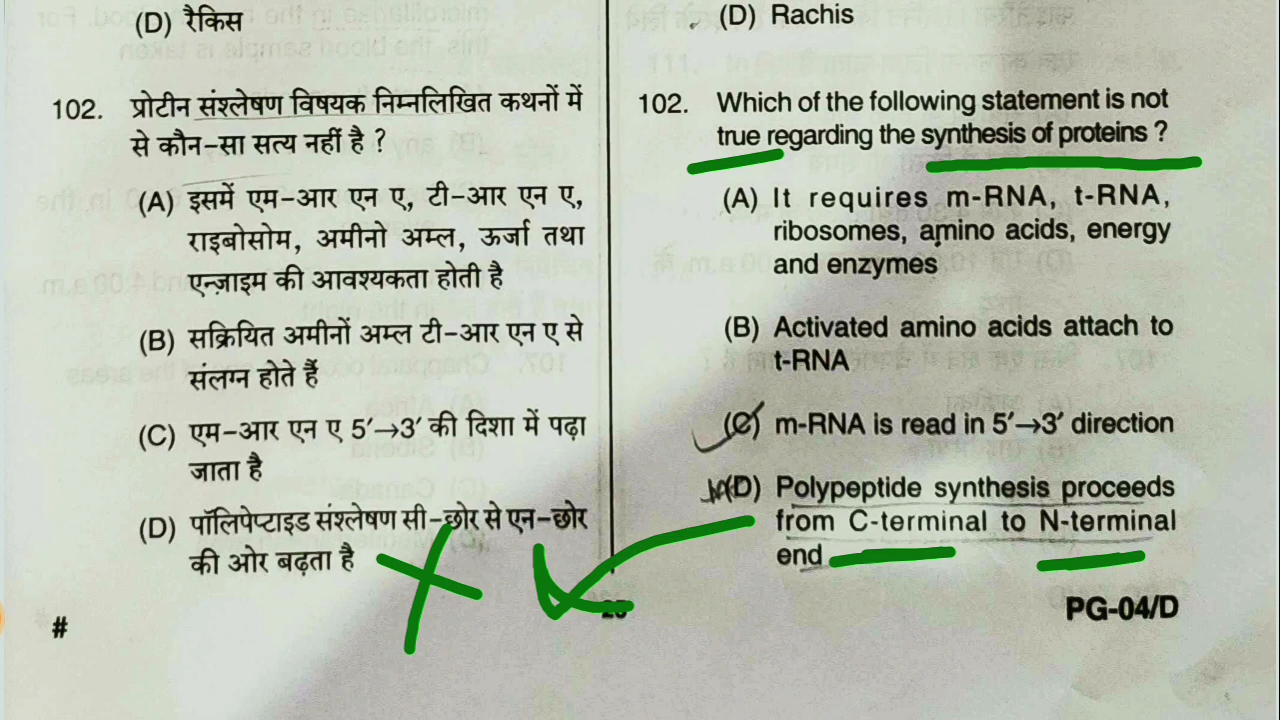 (D) रैकिस
102. प्रोटीन संश्लेषण विषयक निम्नलिखित कथनों में
से कौन-सा सत्य नहीं है ?
(A) इसमें एम-आर एन ए, टी-आर एन ए,
राइबोसोम, अमीनो अम्ल, ऊर्जा तथा
एन्ज़ाइम की आवश्यकता होती है
(B) सक्रियित अमीनों अम्ल टी-आर एन ए से
संलग्न होते हैं
(C) एम-आर एन ए 5′→3′ की दिशा में पढ़ा
जाता है
(D) पॉलिपेप्टाइड संश्लेषण सी-छोर से एन-छोर
की ओर बढ़ता है
#
(D) Rachis
102. Which of the following statement is not
true regarding the synthesis of proteins ?
(A) It requires m-RNA, t-RNA,
ribosomes, amino acids, energy
and enzymes
(B) Activated amino acids attach to
t-RNA
(C) m-RNA is read in 5′→3′ direction
(D) Polypeptide synthesis proceeds
from C-terminal to N-terminal
end
PG-04/D